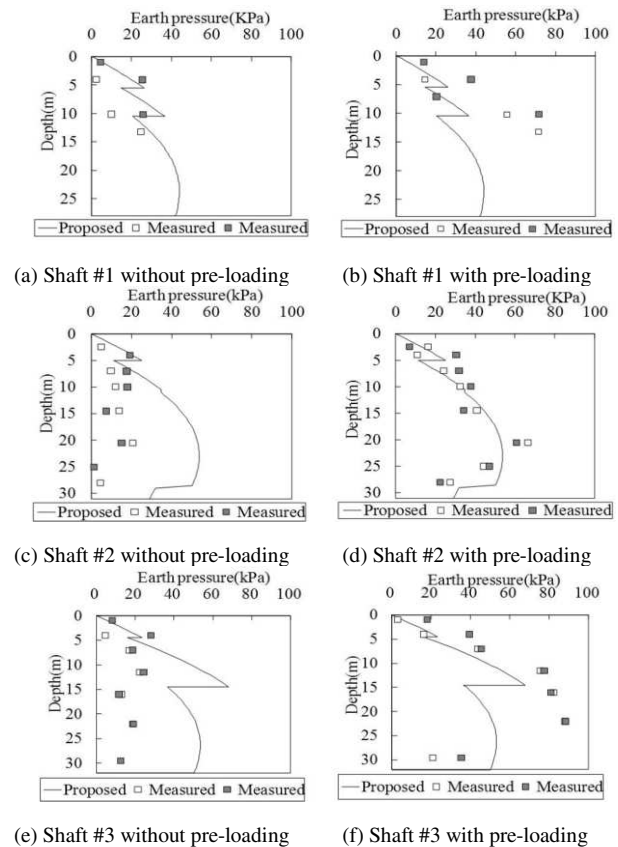 Earth pressure(KPa)
0 20 40 60 80 100
0
5
10
15
20
25
Depth(m)
Proposed Measured Measured
(a) Shaft #1 without pre-loading
Earth pressure(kPa)
0 20 40 60 80 100
0
5
10
15
20
25
Depth(m)
Proposed Measured Measured
(b) Shaft #1 with pre-loading
Earth pressure(kPa)
0 20 40 60 80 100
0
5
10
15
20
25
30
Depth(m)
Proposed Measured Measured
(c) Shaft #2 without pre-loading
Earth pressure(KPa)
0 20 40 60 80 100
0
5
10
15
20
25
30
Depth(m)
Proposed Measured Measured
(d) Shaft #2 with pre-loading
Earth pressure(kPa)
0 20 40 60 80 100
0
5
10
15
20
25
30
Depth(m)
Proposed Measured Measured
(e) Shaft #3 without pre-loading
Earth pressure(kPa)
0 20 40 60 80 100
0
5
10
15
20
25
30
Depth(m)
Proposed Measured Measured
(f) Shaft #3 with pre-loading